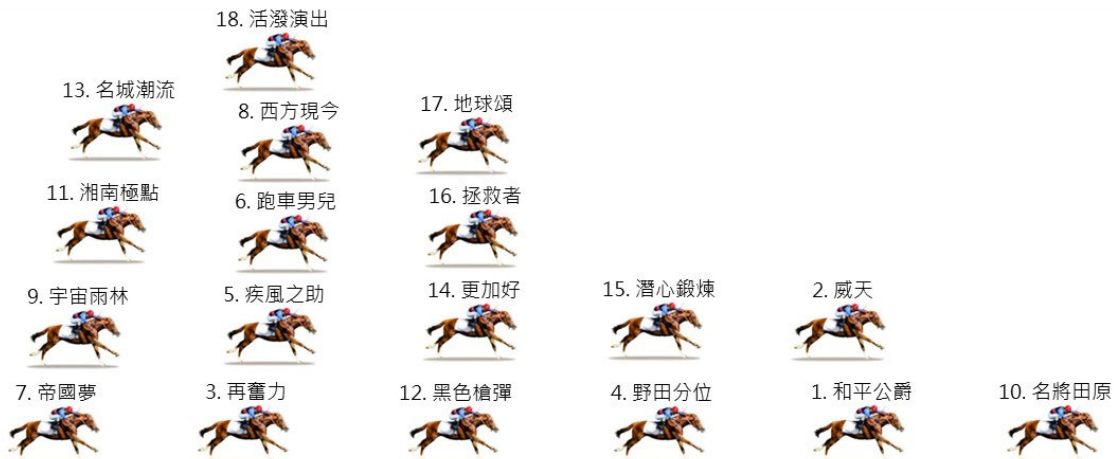 18. 活潑演出
13. 名城潮流
8. 西方現今
17. 地球頌
11. 湘南極點
6. 跑車男兒
16. 拯救者
9. 宇宙雨林
5. 疾風之助
14. 更加好
15. 潛心鍛煉
2. 威天
7. 帝國夢
3. 再奮力
12. 黑色槍彈
4. 野田分位
1. 和平公爵
10. 名將田原